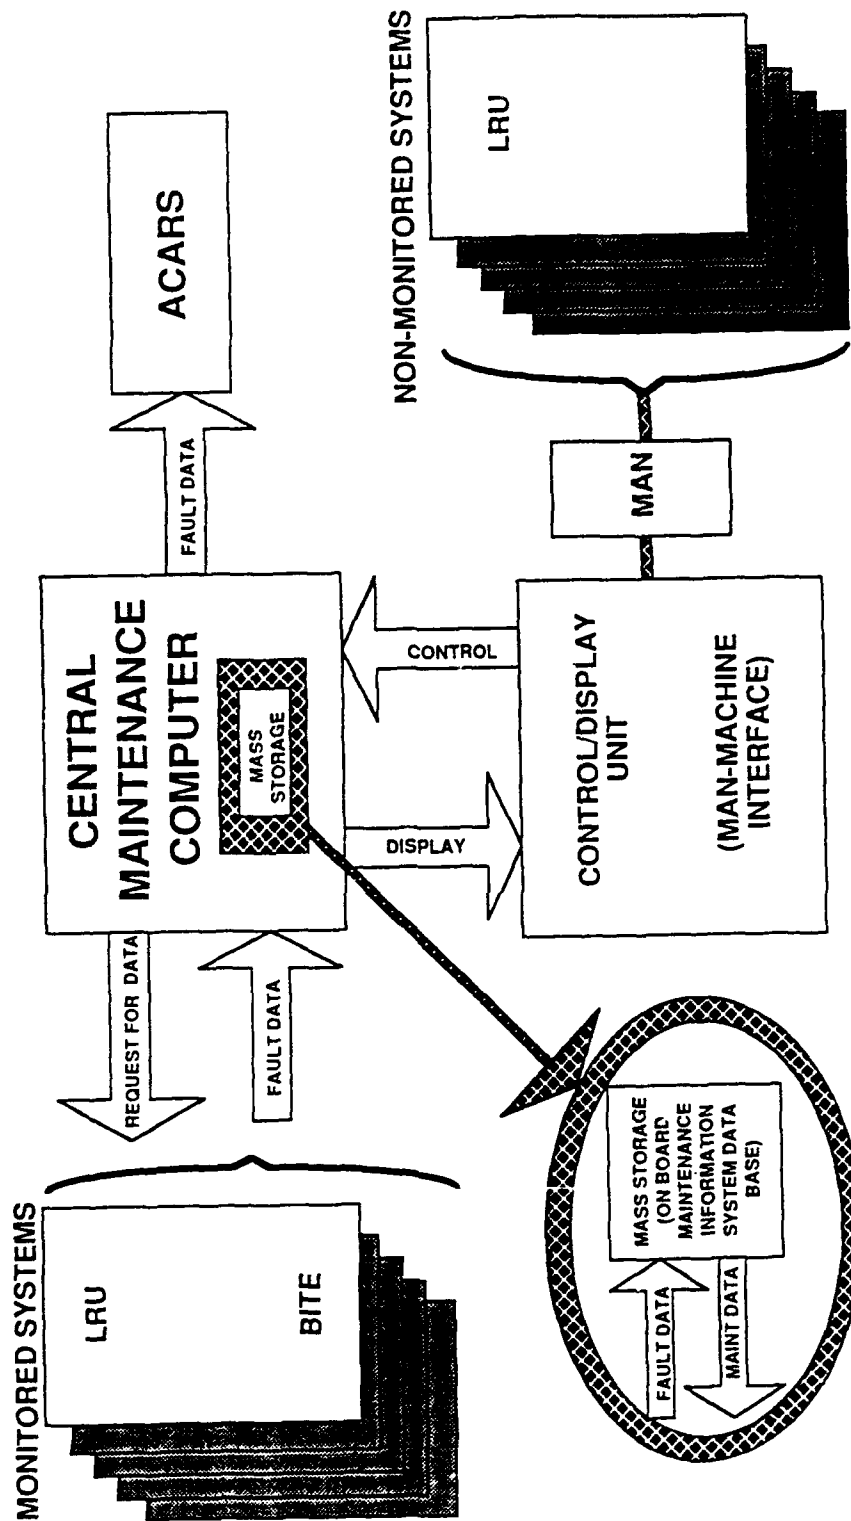 MONITORED SYSTEMS
LRU
BITE
REQUEST FOR DATA
FAULT DATA
CENTRAL
MAINTENANCE
COMPUTER
MASS
STORAGE
FAULT DATA
ACARS
DISPLAY
CONTROL
MASS STORAGE
(ON BOARD
MAINTENANCE
INFORMATION
SYSTEM DATA
BASE)
FAULT DATA
MAINT DATA
CONTROL/DISPLAY
UNIT
(MAN-MACHINE
INTERFACE)
MAN
NON-MONITORED SYSTEMS
LRU